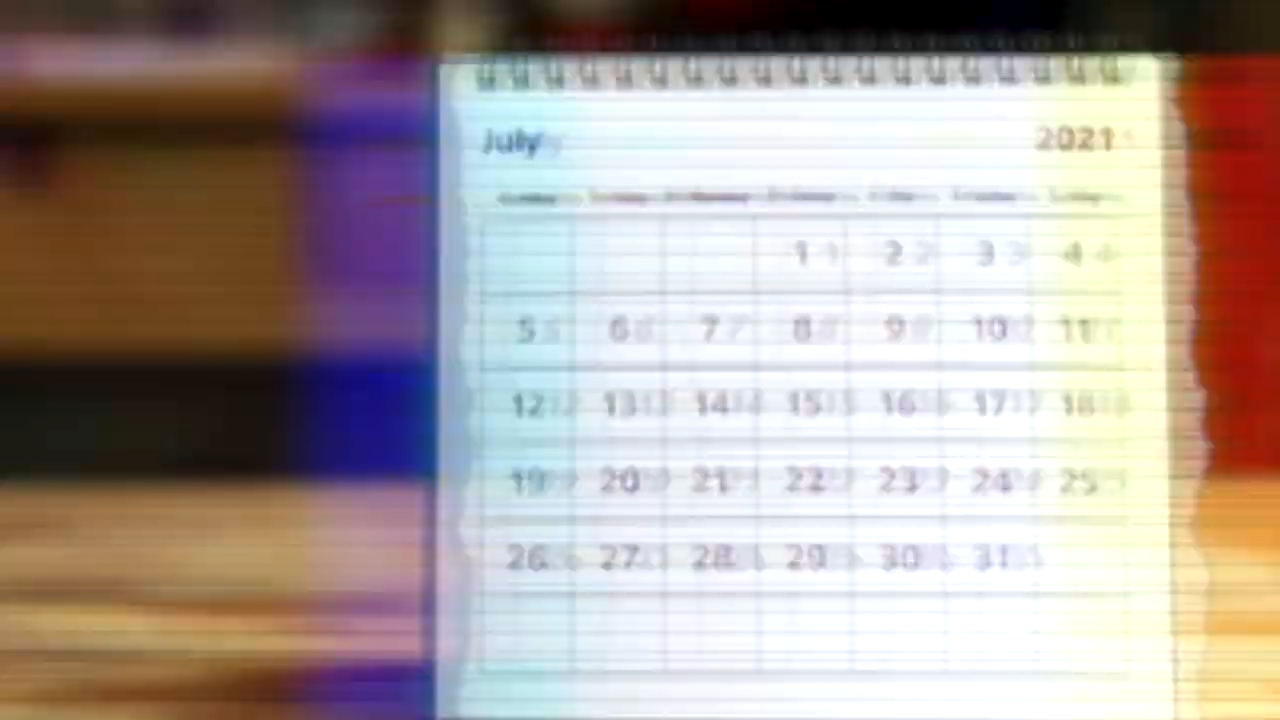 July 2021
1 2 3 4
5 6 7 8 9 10 11
12 13 14 15 16 17 18
19 20 21 22 23 24 25
26 27 28 29 30 31